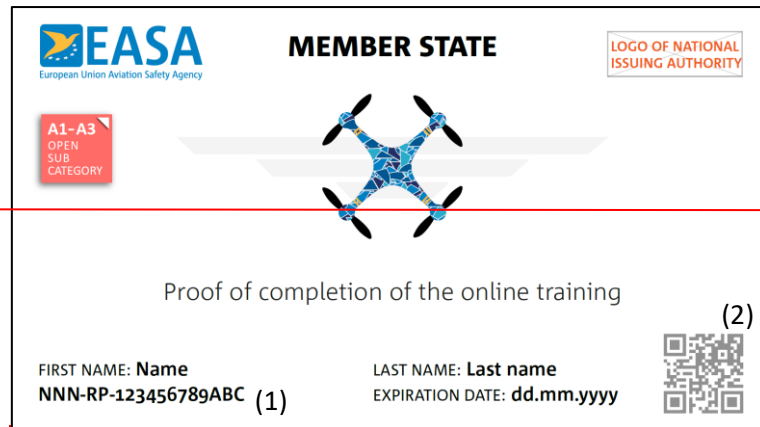 EASA
European Union Aviation Safety Agency
MEMBER STATE
LOGO OF NATIONAL
ISSUING AUTHORITY
A1-A3
OPEN
SUB
CATEGORY
Proof of completion of the online training
(2)
FIRST NAME: Name
NNN-RP-123456789ABC (1)
LAST NAME: Last name
EXPIRATION DATE: dd.mm.yyyy